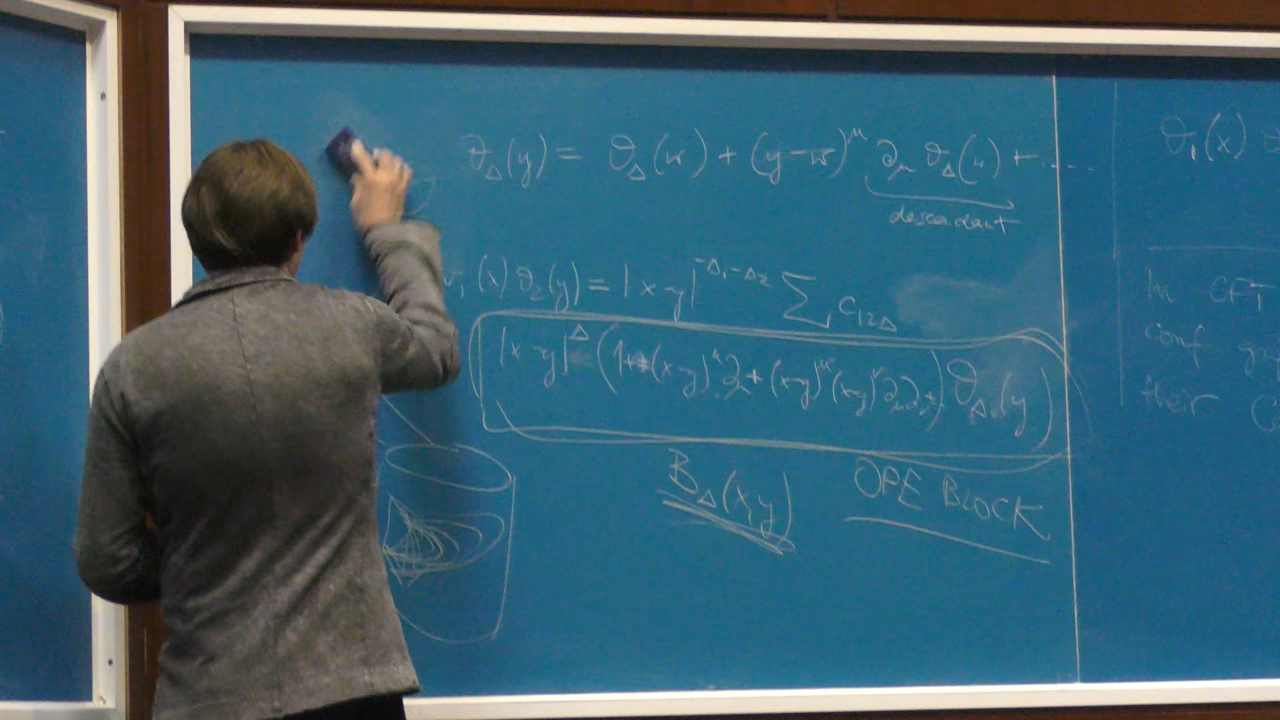 𝒪_Δ(y) = 𝒪_Δ(w) + (y-w)^μ ∂_μ 𝒪_Δ(w) + ....
descendant
𝒪_1(x) 𝒪_2(y) = |x-y|^{-Δ_1-Δ_2} Σ C_{12Δ}
|x-y|^Δ (1+(x-y)^μ ∂_μ + (x-y)^μ (x-y)^ν ∂_μ ∂_ν + ) 𝒪_Δ(y)
B_Δ(x,y) OPE BLOCK
𝒪_1(x)
In CFT
conf
their